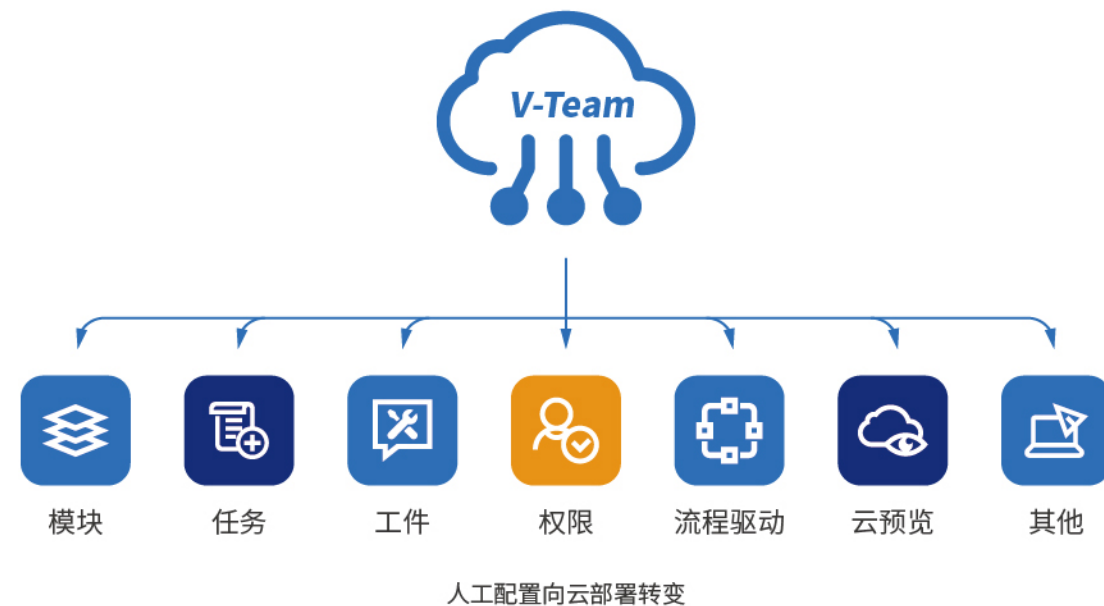 V-Team
模块
任务
工件
权限
流程驱动
云预览
其他
人工配置向云部署转变